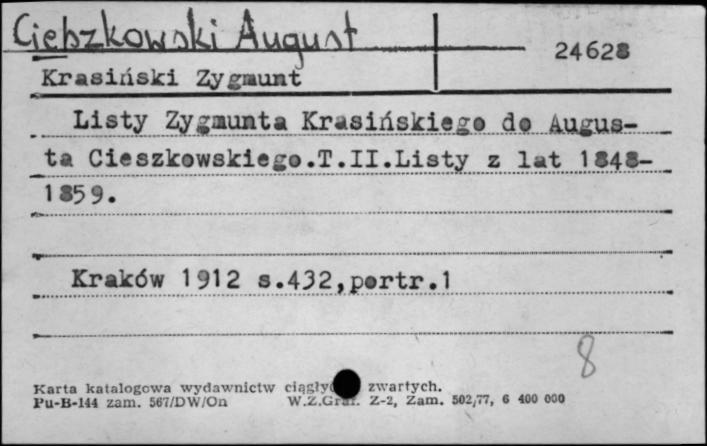 Cieszkowski August
24628
Krasiński Zygmunt
Listy Zygmunta Krasińskiego do Augus-
ta Cieszkowskiego.T.II.Listy z lat 1848-
1859.
Kraków 1912 s.432,portr.1
8
Karta katalogowa wydawnictw zwartych.
Pu-B-144 zam. 567/DW/On W.Z.Graf. Z-2, Zam. 502,77, 6 400 000